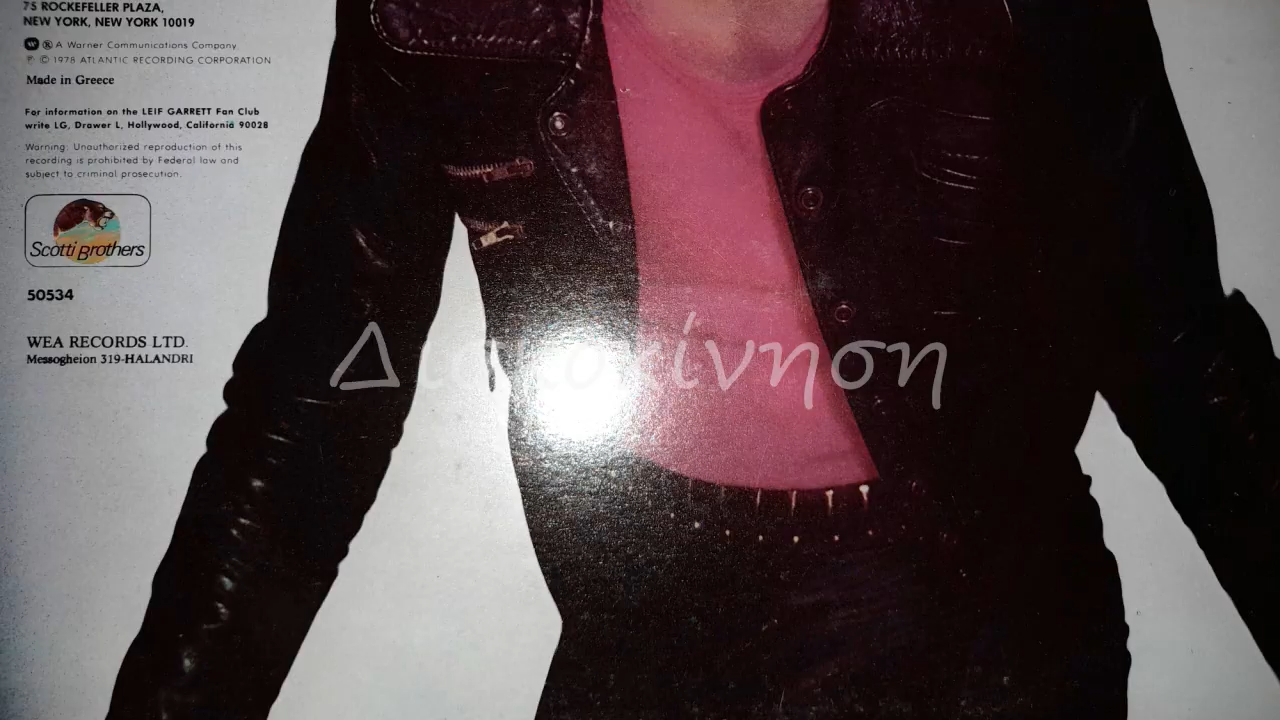 75 ROCKEFELLER PLAZA,
NEW YORK, NEW YORK 10019
A Warner Communications Company
℗ © 1978 ATLANTIC RECORDING CORPORATION
Made in Greece
For information on the LEIF GARRETT Fan Club
write LG, Drawer L, Hollywood, California 90028
Warning: Unauthorized reproduction of this
recording is prohibited by Federal law and
subject to criminal prosecution.
Scotti Brothers
50534
WEA RECORDS LTD.
Messogheion 319-HALANDRI